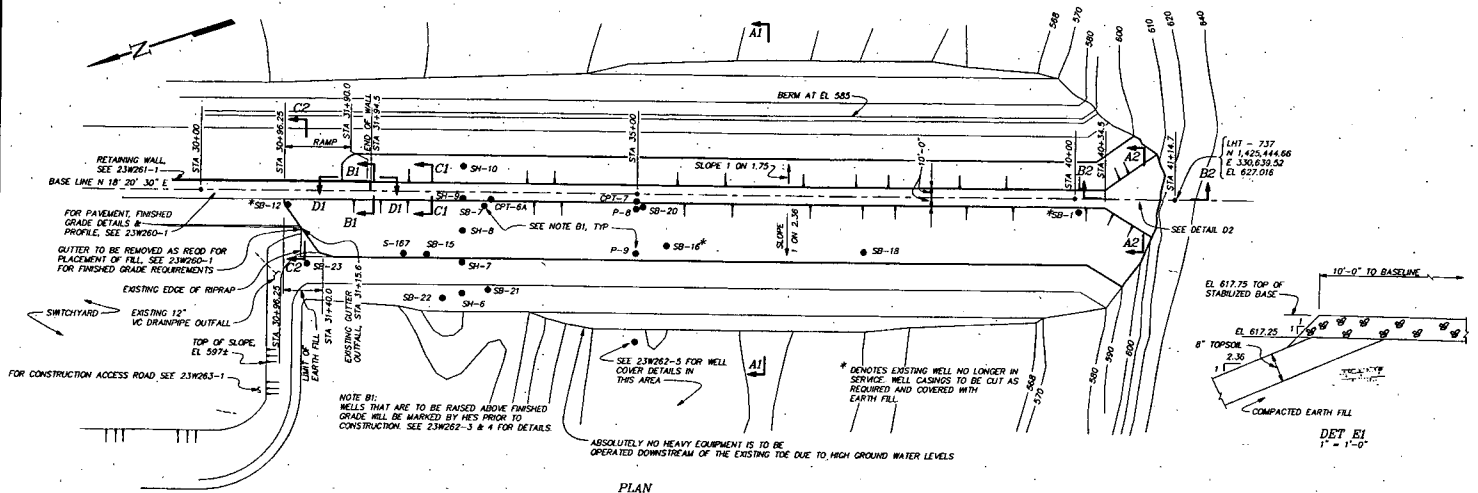 N
A1
568
570
580
600
610
620
640
BERM AT EL 585
C2
STA 30+00
STA 30+96.25
RAMP
STA 31+90.0
END OF WALL
STA 31+94.5
STA 35+00
10'-0"
STA 40+00
STA 40+34.5
STA 41+14.7
A2
B2
LHT - 737
N 1,425,444.66
E 330,639.52
EL 627.016
RETAINING WALL,
SEE 23W261-1
BASE LINE N 18° 20' 30" E
B1
C1
SH-10
SLOPE 1 ON 1.75
B2
*SB-12
D1
B1
D1
C1
SH-9
SB-7
CPT-6A
CPT-7
P-8
SB-20
*SB-1
SEE DETAIL D2
FOR PAVEMENT, FINISHED
GRADE DETAILS &
PROFILE, SEE 23W260-1
SEE NOTE B1, TYP
SH-8
SLOPE
1 ON 2.36
SB-16*
A2
GUTTER TO BE REMOVED AS REQD FOR
PLACEMENT OF FILL, SEE 23W260-1
FOR FINISHED GRADE REQUIREMENTS
S-167
SB-15
P-9
SB-18
C2
SB-23
SH-7
10'-0" TO BASELINE
EXISTING EDGE OF RIPRAP
SB-22
SH-6
SB-21
EL 617.75 TOP OF
STABILIZED BASE
SWITCHYARD
EXISTING 12"
VC DRAINPIPE OUTFALL
STA 30+96.25
LIMIT OF
EARTH FILL
STA 31+40.0
EXISTING GUTTER
OUTFALL, STA 31+15.6
1
1
EL 617.25
TOP OF SLOPE,
EL 597±
8" TOPSOIL
2.36
1
FOR CONSTRUCTION ACCESS ROAD SEE 23W263-1
SEE 23W262-5 FOR WELL
COVER DETAILS IN
THIS AREA
A1
* DENOTES EXISTING WELL NO LONGER IN
SERVICE. WELL CASINGS TO BE CUT AS
REQUIRED AND COVERED WITH
EARTH FILL.
568
570
580
590
600
COMPACTED EARTH FILL
NOTE B1:
WELLS THAT ARE TO BE RAISED ABOVE FINISHED
GRADE WILL BE MARKED BY HES PRIOR TO
CONSTRUCTION. SEE 23W262-3 & 4 FOR DETAILS.
DET E1
1" = 1'-0"
ABSOLUTELY NO HEAVY EQUIPMENT IS TO BE
OPERATED DOWNSTREAM OF THE EXISTING TOE DUE TO HIGH GROUND WATER LEVELS
PLAN